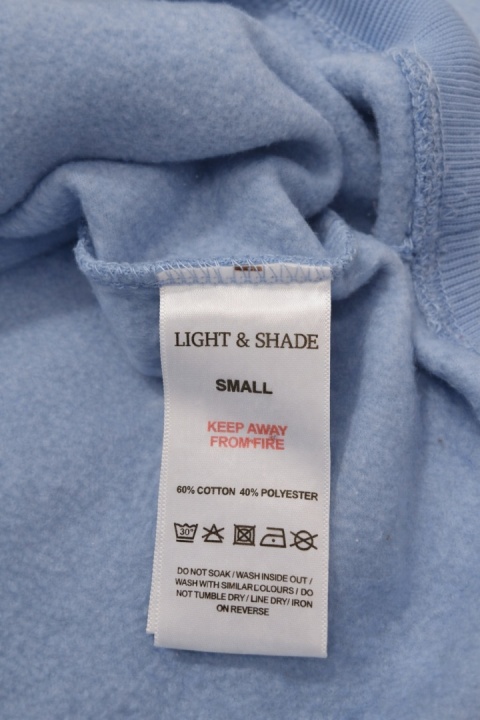 LIGHT & SHADE
SMALL
KEEP AWAY
FROM FIRE
60% COTTON 40% POLYESTER
30°
DO NOT SOAK / WASH INSIDE OUT /
WASH WITH SIMILAR COLOURS / DO
NOT TUMBLE DRY / LINE DRY/ IRON
ON REVERSE